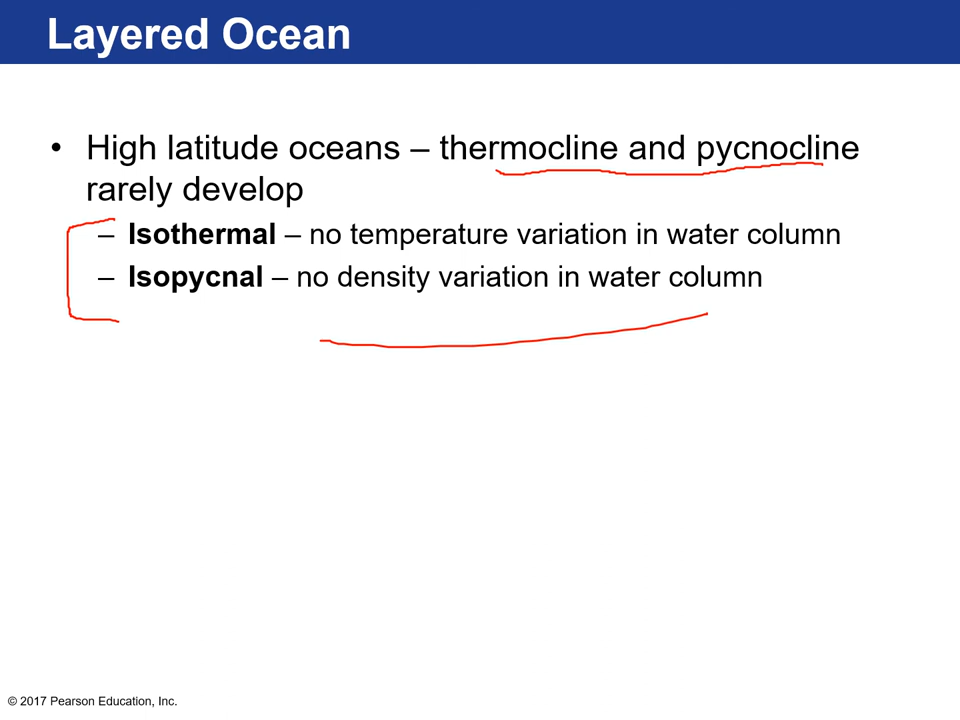 Layered Ocean
• High latitude oceans – thermocline and pycnocline
rarely develop
– Isothermal – no temperature variation in water column
– Isopycnal – no density variation in water column
© 2017 Pearson Education, Inc.